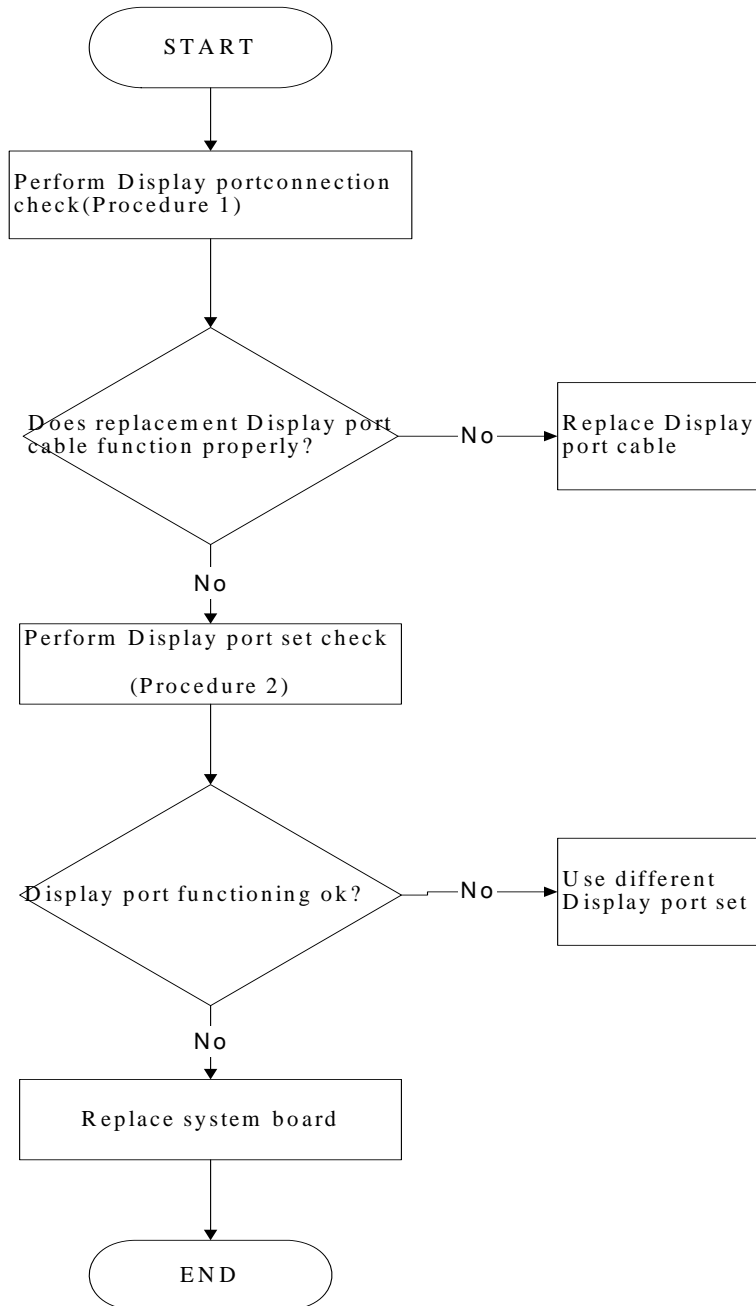 START
Perform Display portconnection
check(Procedure 1)
Does replacement Display port
cable function properly?
No
Replace Display
port cable
No
Perform Display port set check
(Procedure 2)
Display port functioning ok?
No
Use different
Display port set
No
Replace system board
END